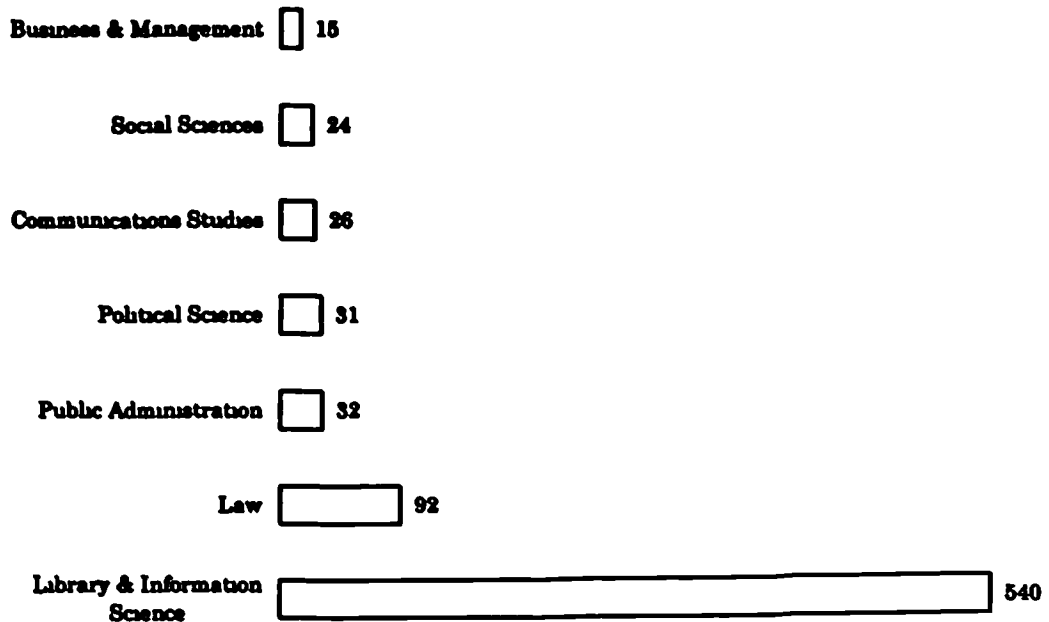 Business & Management 15
Social Sciences 24
Communications Studies 26
Political Science 31
Public Administration 32
Law 92
Library & Information
Science 540